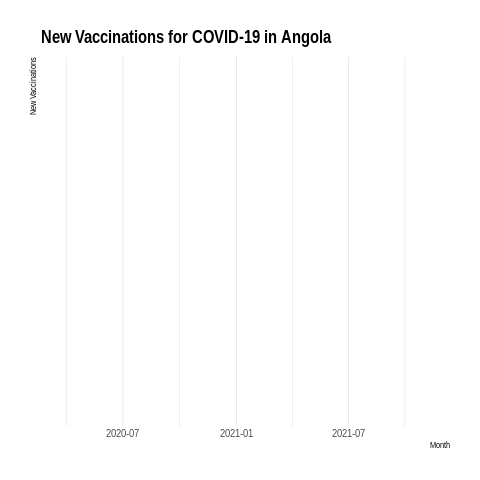 New Vaccinations for COVID-19 in Angola
New Vaccinations
2020-07
2021-01
2021-07
Month